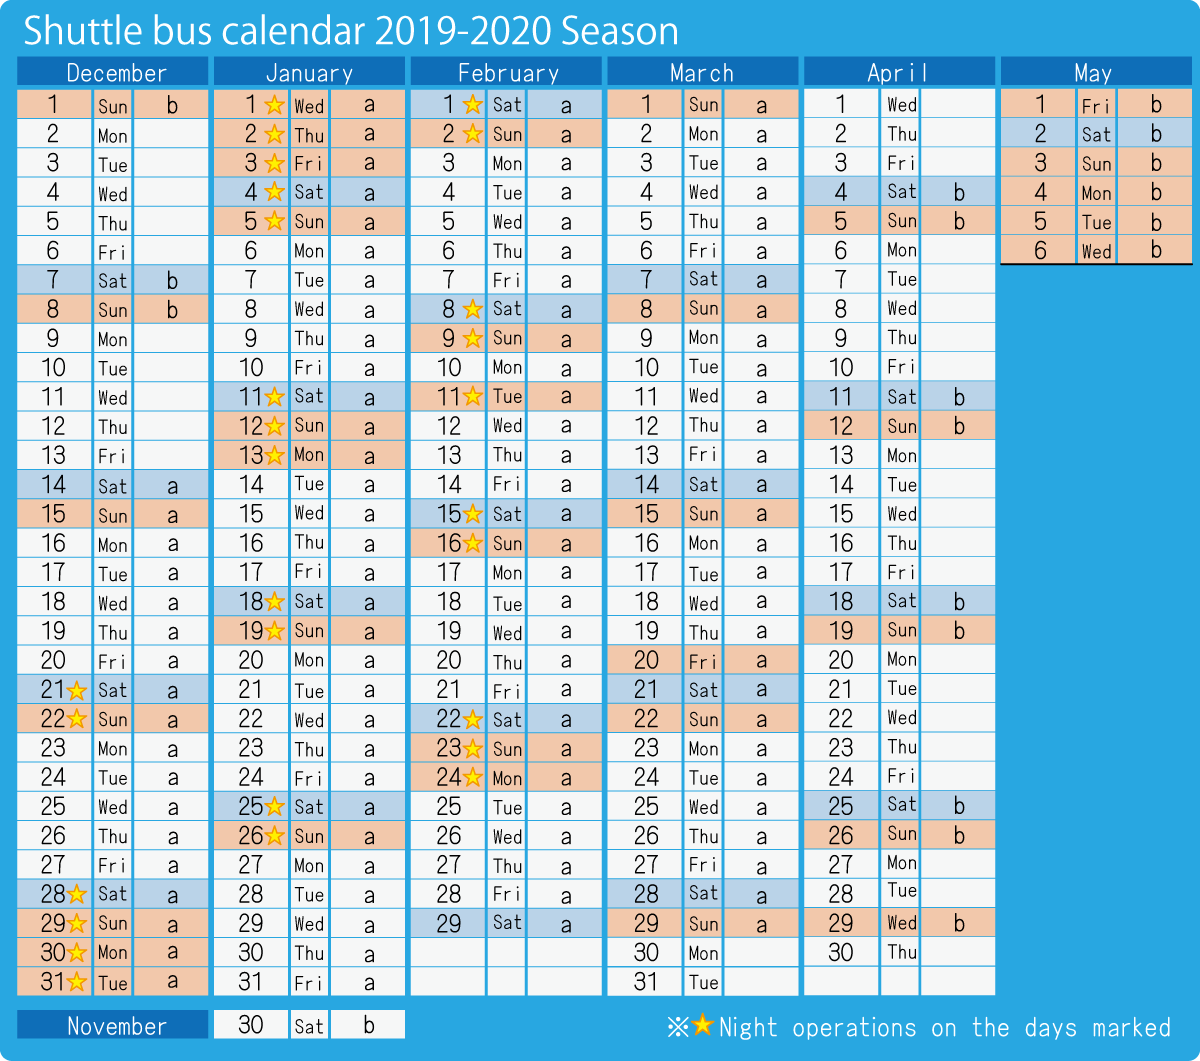 Shuttle bus calendar 2019-2020 Season
December January February March April May
1 Sun b 1 ★ Wed a 1 ★ Sat a 1 Sun a 1 Wed 1 Fri b
2 Mon 2 ★ Thu a 2 ★ Sun a 2 Mon a 2 Thu 2 Sat b
3 Tue 3 ★ Fri a 3 Mon a 3 Tue a 3 Fri 3 Sun b
4 Wed 4 ★ Sat a 4 Tue a 4 Wed a 4 Sat b 4 Mon b
5 Thu 5 ★ Sun a 5 Wed a 5 Thu a 5 Sun b 5 Tue b
6 Fri 6 Mon a 6 Thu a 6 Fri a 6 Mon 6 Wed b
7 Sat b 7 Tue a 7 Fri a 7 Sat a 7 Tue
8 Sun b 8 Wed a 8 ★ Sat a 8 Sun a 8 Wed
9 Mon 9 Thu a 9 ★ Sun a 9 Mon a 9 Thu
10 Tue 10 Fri a 10 Mon a 10 Tue a 10 Fri
11 Wed 11 ★ Sat a 11 ★ Tue a 11 Wed a 11 Sat b
12 Thu 12 ★ Sun a 12 Wed a 12 Thu a 12 Sun b
13 Fri 13 ★ Mon a 13 Thu a 13 Fri a 13 Mon
14 Sat a 14 Tue a 14 Fri a 14 Sat a 14 Tue
15 Sun a 15 Wed a 15 ★ Sat a 15 Sun a 15 Wed
16 Mon a 16 Thu a 16 ★ Sun a 16 Mon a 16 Thu
17 Tue a 17 Fri a 17 Mon a 17 Tue a 17 Fri
18 Wed a 18 ★ Sat a 18 Tue a 18 Wed a 18 Sat b
19 Thu a 19 ★ Sun a 19 Wed a 19 Thu a 19 Sun b
20 Fri a 20 Mon a 20 Thu a 20 Fri a 20 Mon
21 ★ Sat a 21 Tue a 21 Fri a 21 Sat a 21 Tue
22 ★ Sun a 22 Wed a 22 ★ Sat a 22 Sun a 22 Wed
23 Mon a 23 Thu a 23 ★ Sun a 23 Mon a 23 Thu
24 Tue a 24 Fri a 24 ★ Mon a 24 Tue a 24 Fri
25 Wed a 25 ★ Sat a 25 Tue a 25 Wed a 25 Sat b
26 Thu a 26 ★ Sun a 26 Wed a 26 Thu a 26 Sun b
27 Fri a 27 Mon a 27 Thu a 27 Fri a 27 Mon
28 ★ Sat a 28 Tue a 28 Fri a 28 Sat a 28 Tue
29 ★ Sun a 29 Wed a 29 Sat a 29 Sun a 29 Wed b
30 ★ Mon a 30 Thu a 30 Mon 30 Thu
31 ★ Tue a 31 Fri a 31 Tue
November 30 Sat b
※★Night operations on the days marked